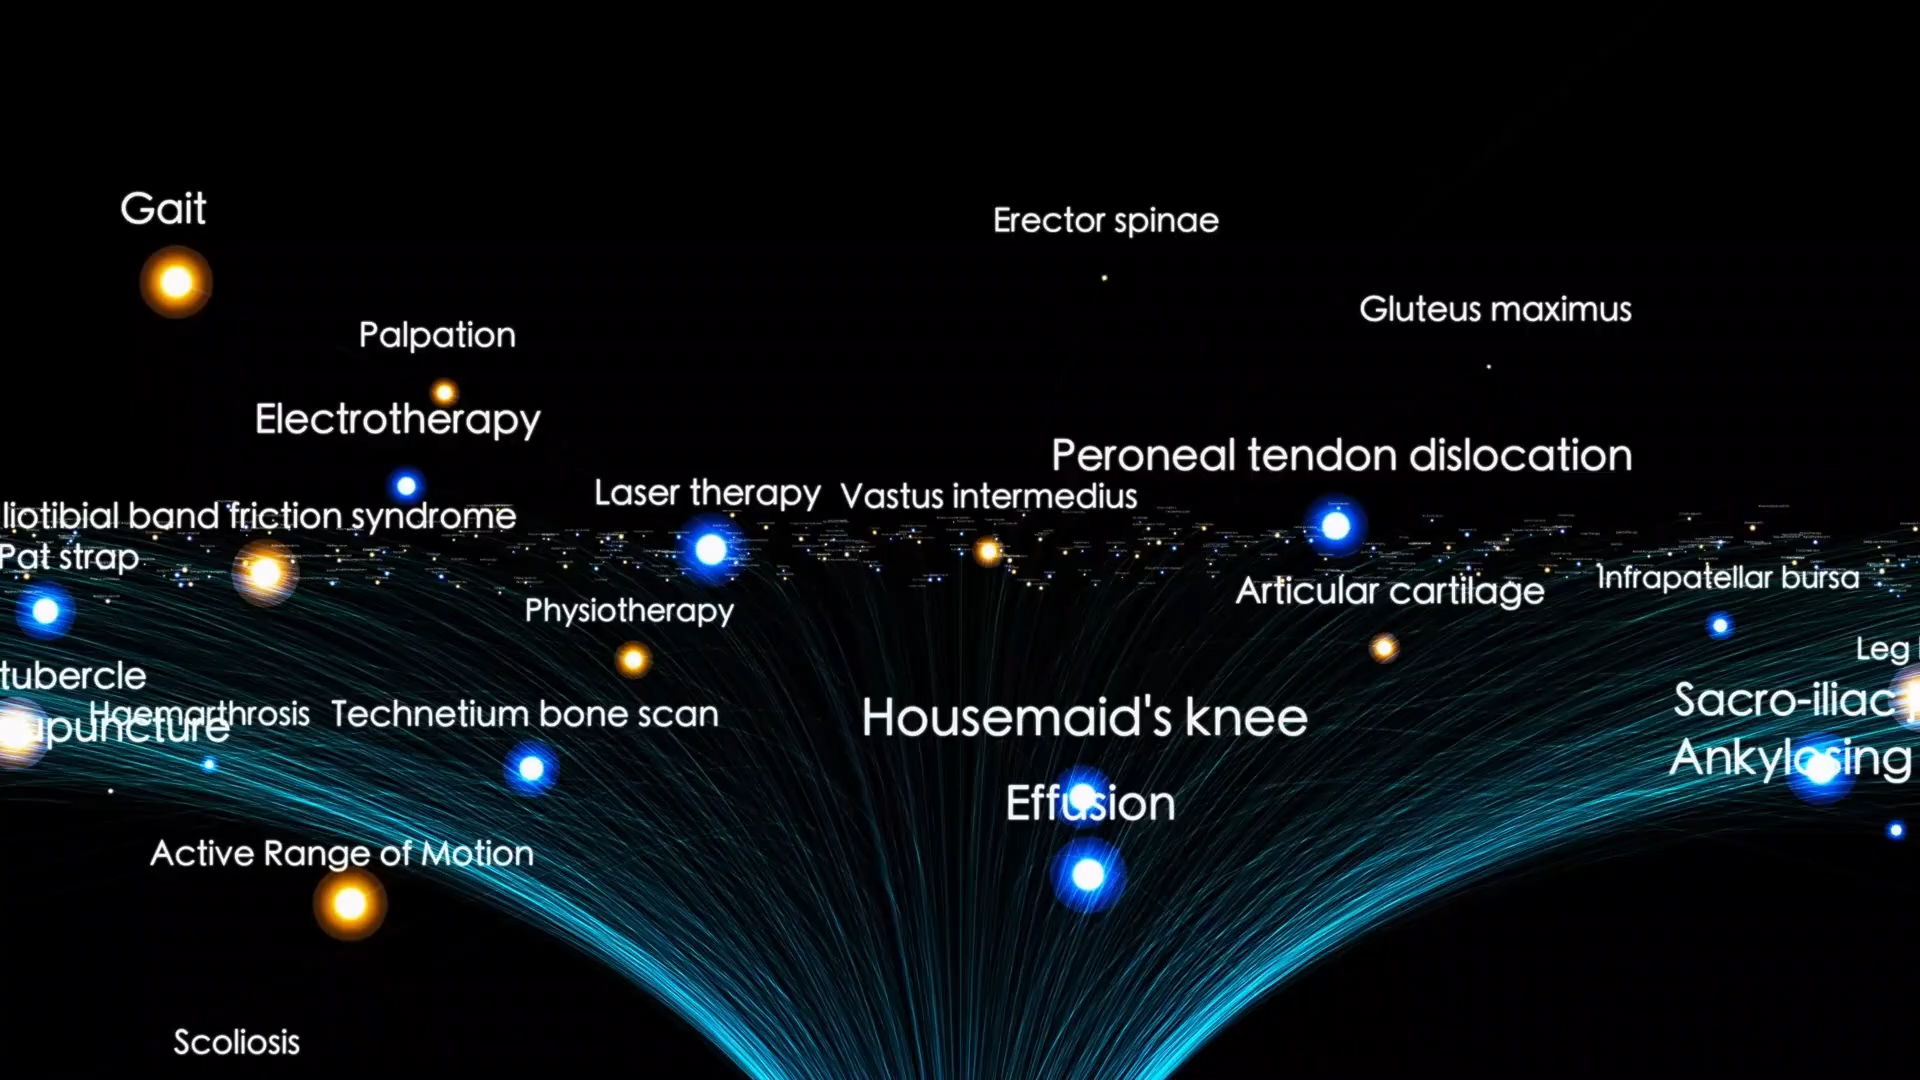 Gait
Erector spinae
Gluteus maximus
Palpation
Electrotherapy
Peroneal tendon dislocation
Laser therapy
Vastus intermedius
liotibial band friction syndrome
Pat strap
Infrapatellar bursa
Articular cartilage
Physiotherapy
Leg
tubercle
Sacro-iliac
Haemarthrosis
Technetium bone scan
Housemaid's knee
upuncture
Ankylosing
Effusion
Active Range of Motion
Scoliosis